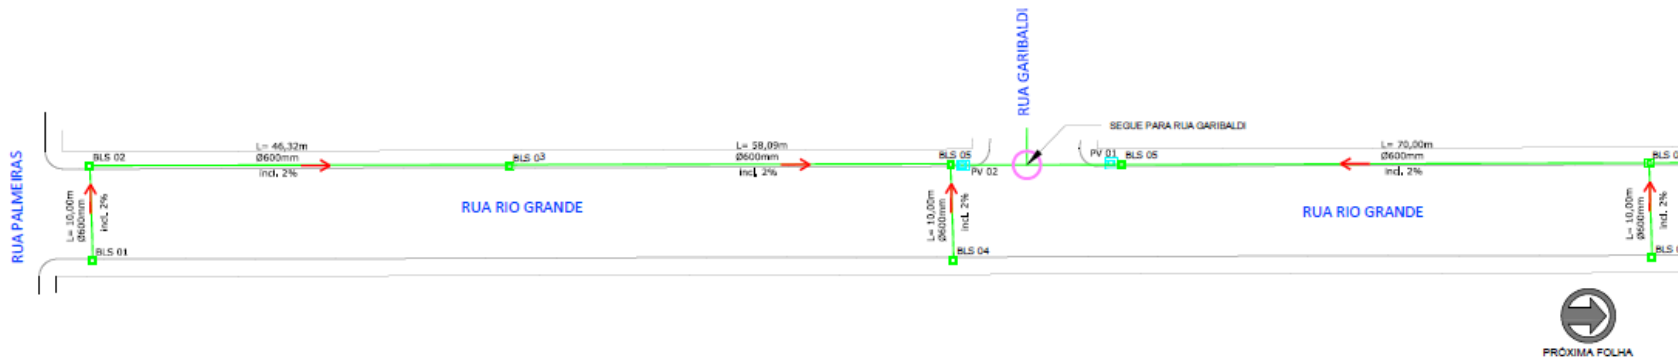 RUA GARIBALDI
SEGUE PARA RUA GARIBALDI
RUA PALMEIRAS
BLS 02
L= 46,32m
Ø600mm
incl. 2%
BLS 03
L= 58,09m
Ø600mm
incl. 2%
BLS 05
PV 02
PV 01
BLS 05
L= 70,00m
Ø600mm
incl. 2%
L= 10,00m
Ø600mm
incl. 2%
RUA RIO GRANDE
L= 10,00m
Ø600mm
incl. 2%
RUA RIO GRANDE
L= 10,00m
Ø600mm
incl. 2%
BLS 01
BLS 04
BLS
PRÓXIMA FOLHA